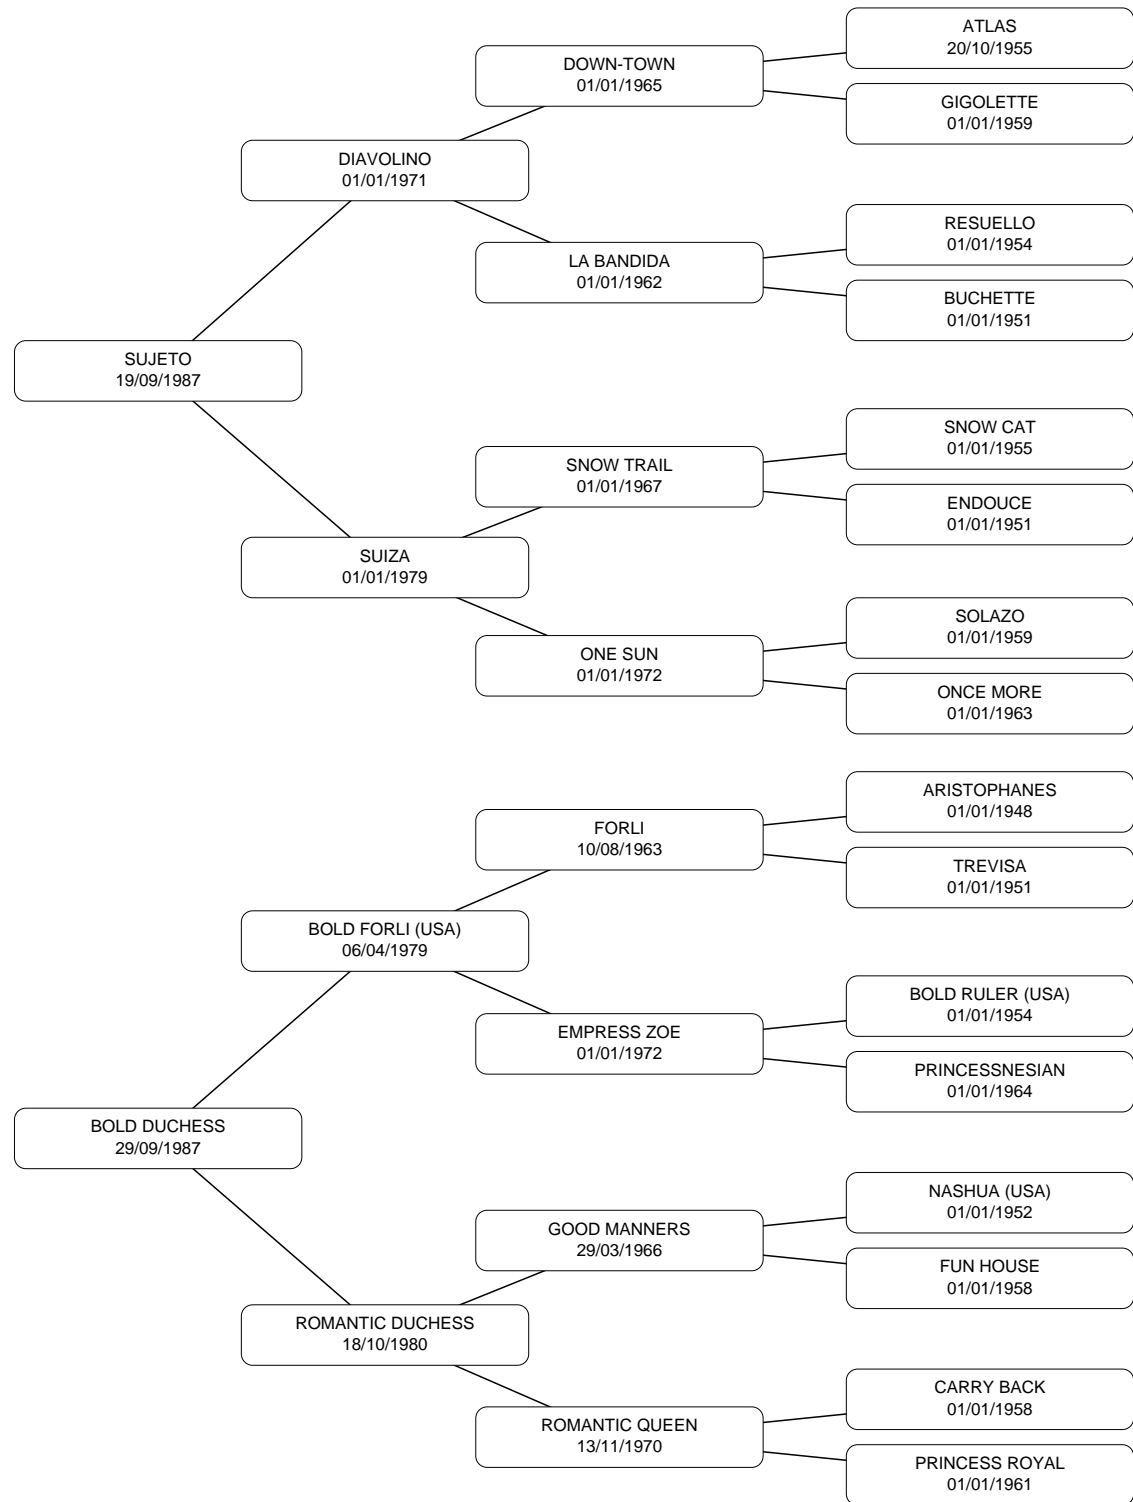 ATLAS
20/10/1955
DOWN-TOWN
01/01/1965
GIGOLETTE
01/01/1959
DIAVOLINO
01/01/1971
RESUELLO
01/01/1954
LA BANDIDA
01/01/1962
BUCHETTE
01/01/1951
SUJETO
19/09/1987
SNOW CAT
01/01/1955
SNOW TRAIL
01/01/1967
ENDOUCE
01/01/1951
SUIZA
01/01/1979
SOLAZO
01/01/1959
ONE SUN
01/01/1972
ONCE MORE
01/01/1963
ARISTOPHANES
01/01/1948
FORLI
10/08/1963
TREVISA
01/01/1951
BOLD FORLI (USA)
06/04/1979
BOLD RULER (USA)
01/01/1954
EMPRESS ZOE
01/01/1972
PRINCESSNESIAN
01/01/1964
BOLD DUCHESS
29/09/1987
NASHUA (USA)
01/01/1952
GOOD MANNERS
29/03/1966
FUN HOUSE
01/01/1958
ROMANTIC DUCHESS
18/10/1980
CARRY BACK
01/01/1958
ROMANTIC QUEEN
13/11/1970
PRINCESS ROYAL
01/01/1961